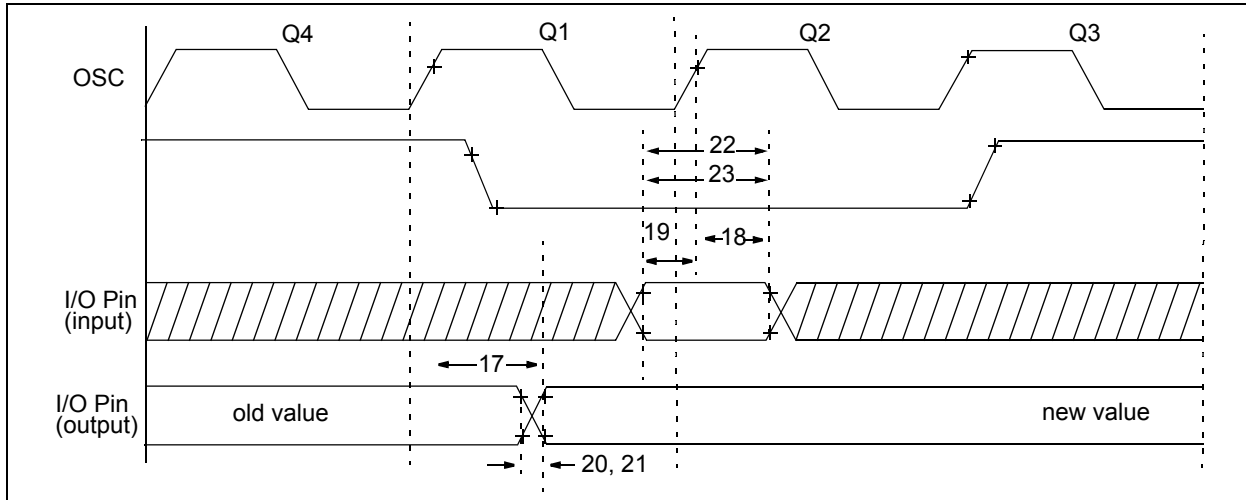 Q4 Q1 Q2 Q3
OSC
22
23
19
18
I/O Pin
(input)
17
I/O Pin
(output)
old value
new value
20, 21